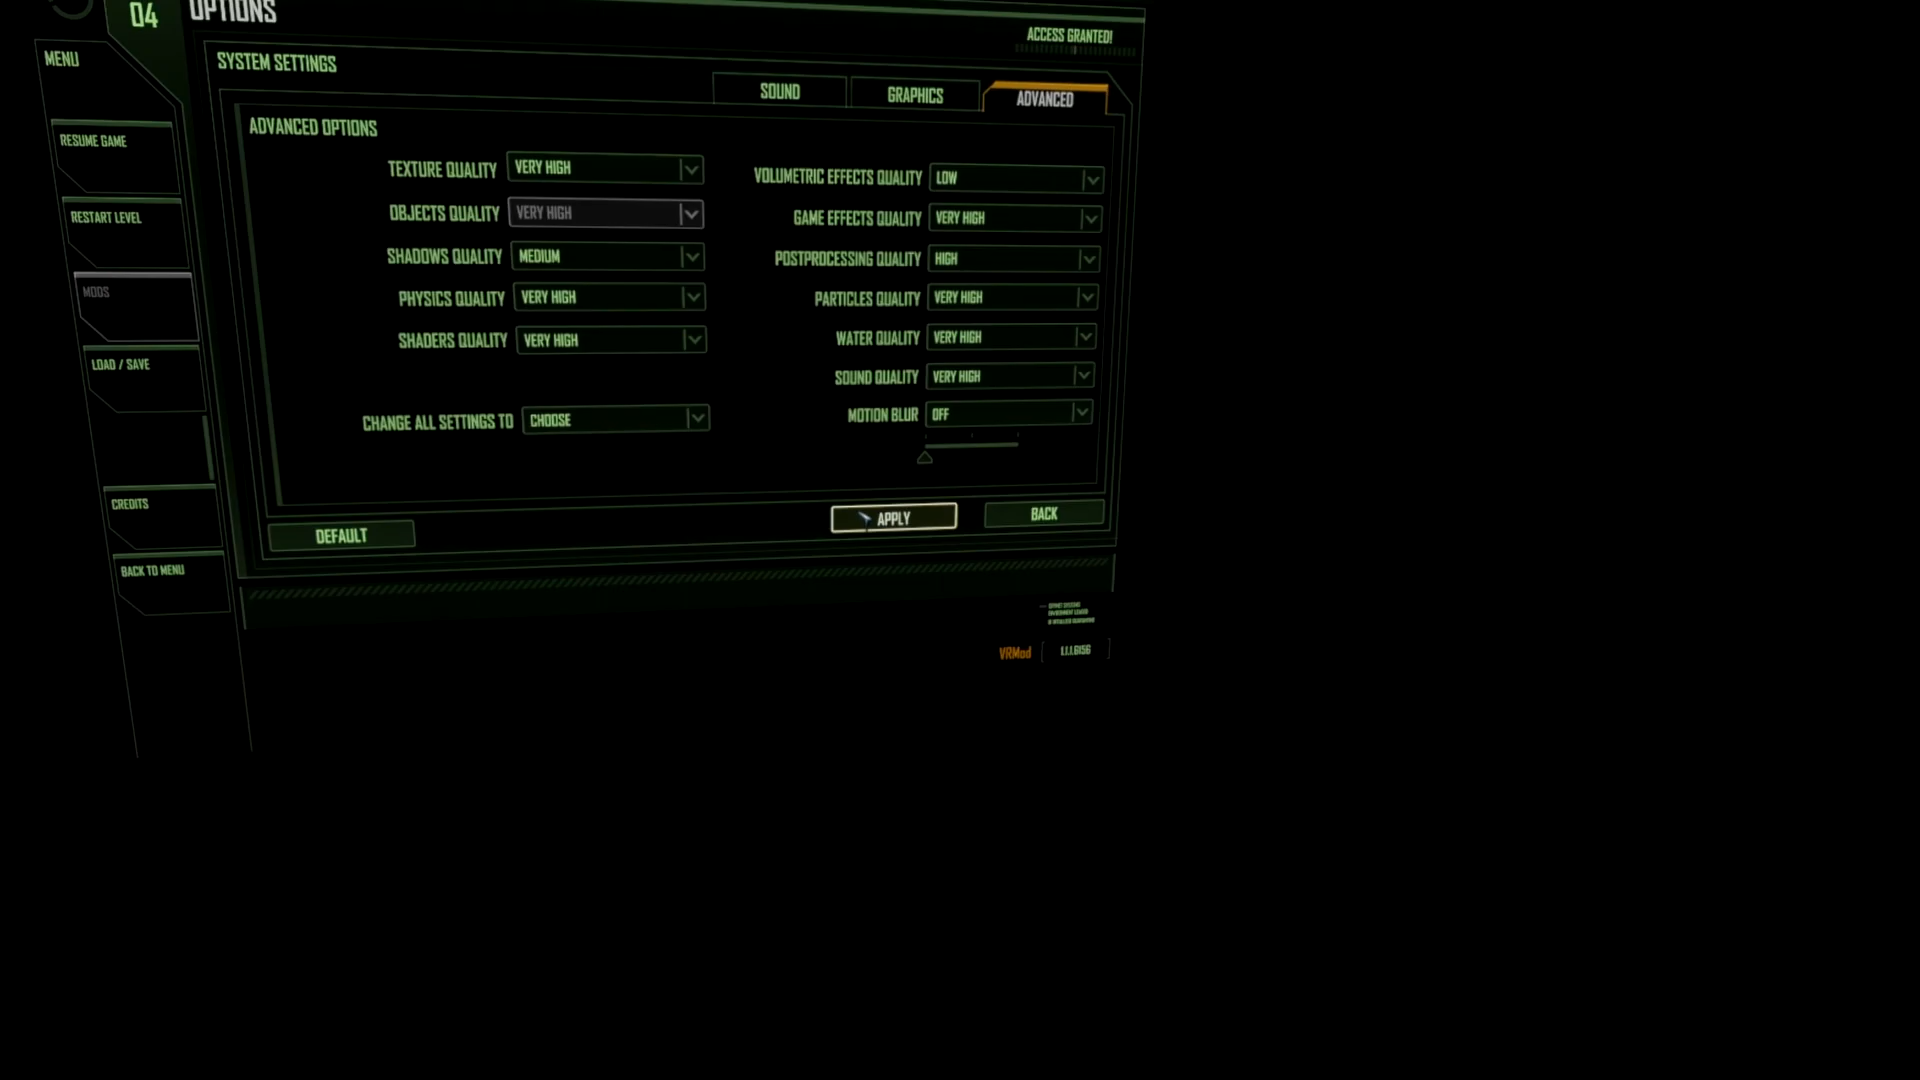 04
OPTIONS
ACCESS GRANTED!
MENU
SYSTEM SETTINGS
SOUND
GRAPHICS
ADVANCED
RESUME GAME
RESTART LEVEL
MODS
LOAD / SAVE
CREDITS
BACK TO MENU
ADVANCED OPTIONS
TEXTURE QUALITY VERY HIGH
OBJECTS QUALITY VERY HIGH
SHADOWS QUALITY MEDIUM
PHYSICS QUALITY VERY HIGH
SHADERS QUALITY VERY HIGH
CHANGE ALL SETTINGS TO CHOOSE
VOLUMETRIC EFFECTS QUALITY LOW
GAME EFFECTS QUALITY VERY HIGH
POSTPROCESSING QUALITY HIGH
PARTICLES QUALITY VERY HIGH
WATER QUALITY VERY HIGH
SOUND QUALITY VERY HIGH
MOTION BLUR OFF
DEFAULT
APPLY
BACK
VRMod 1.1.1.6156